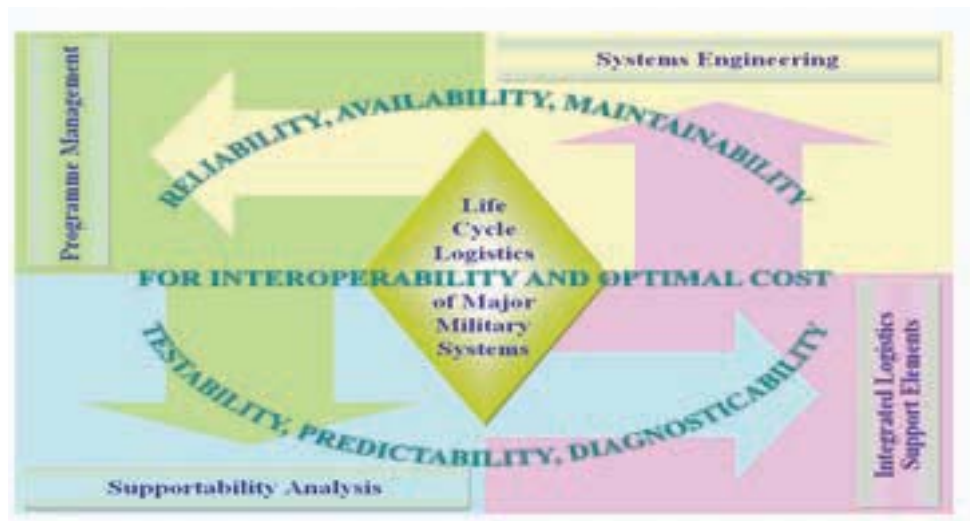 Programme Management
Systems Engineering
RELIABILITY, AVAILABILITY, MAINTAINABILITY
Life
Cycle
Logistics
FOR INTEROPERABILITY AND OPTIMAL COST
of Major
Military
Systems
TESTABILITY, PREDICTABILITY, DIAGNOSTICABILITY
Integrated Logistics
Support Elements
Supportability Analysis